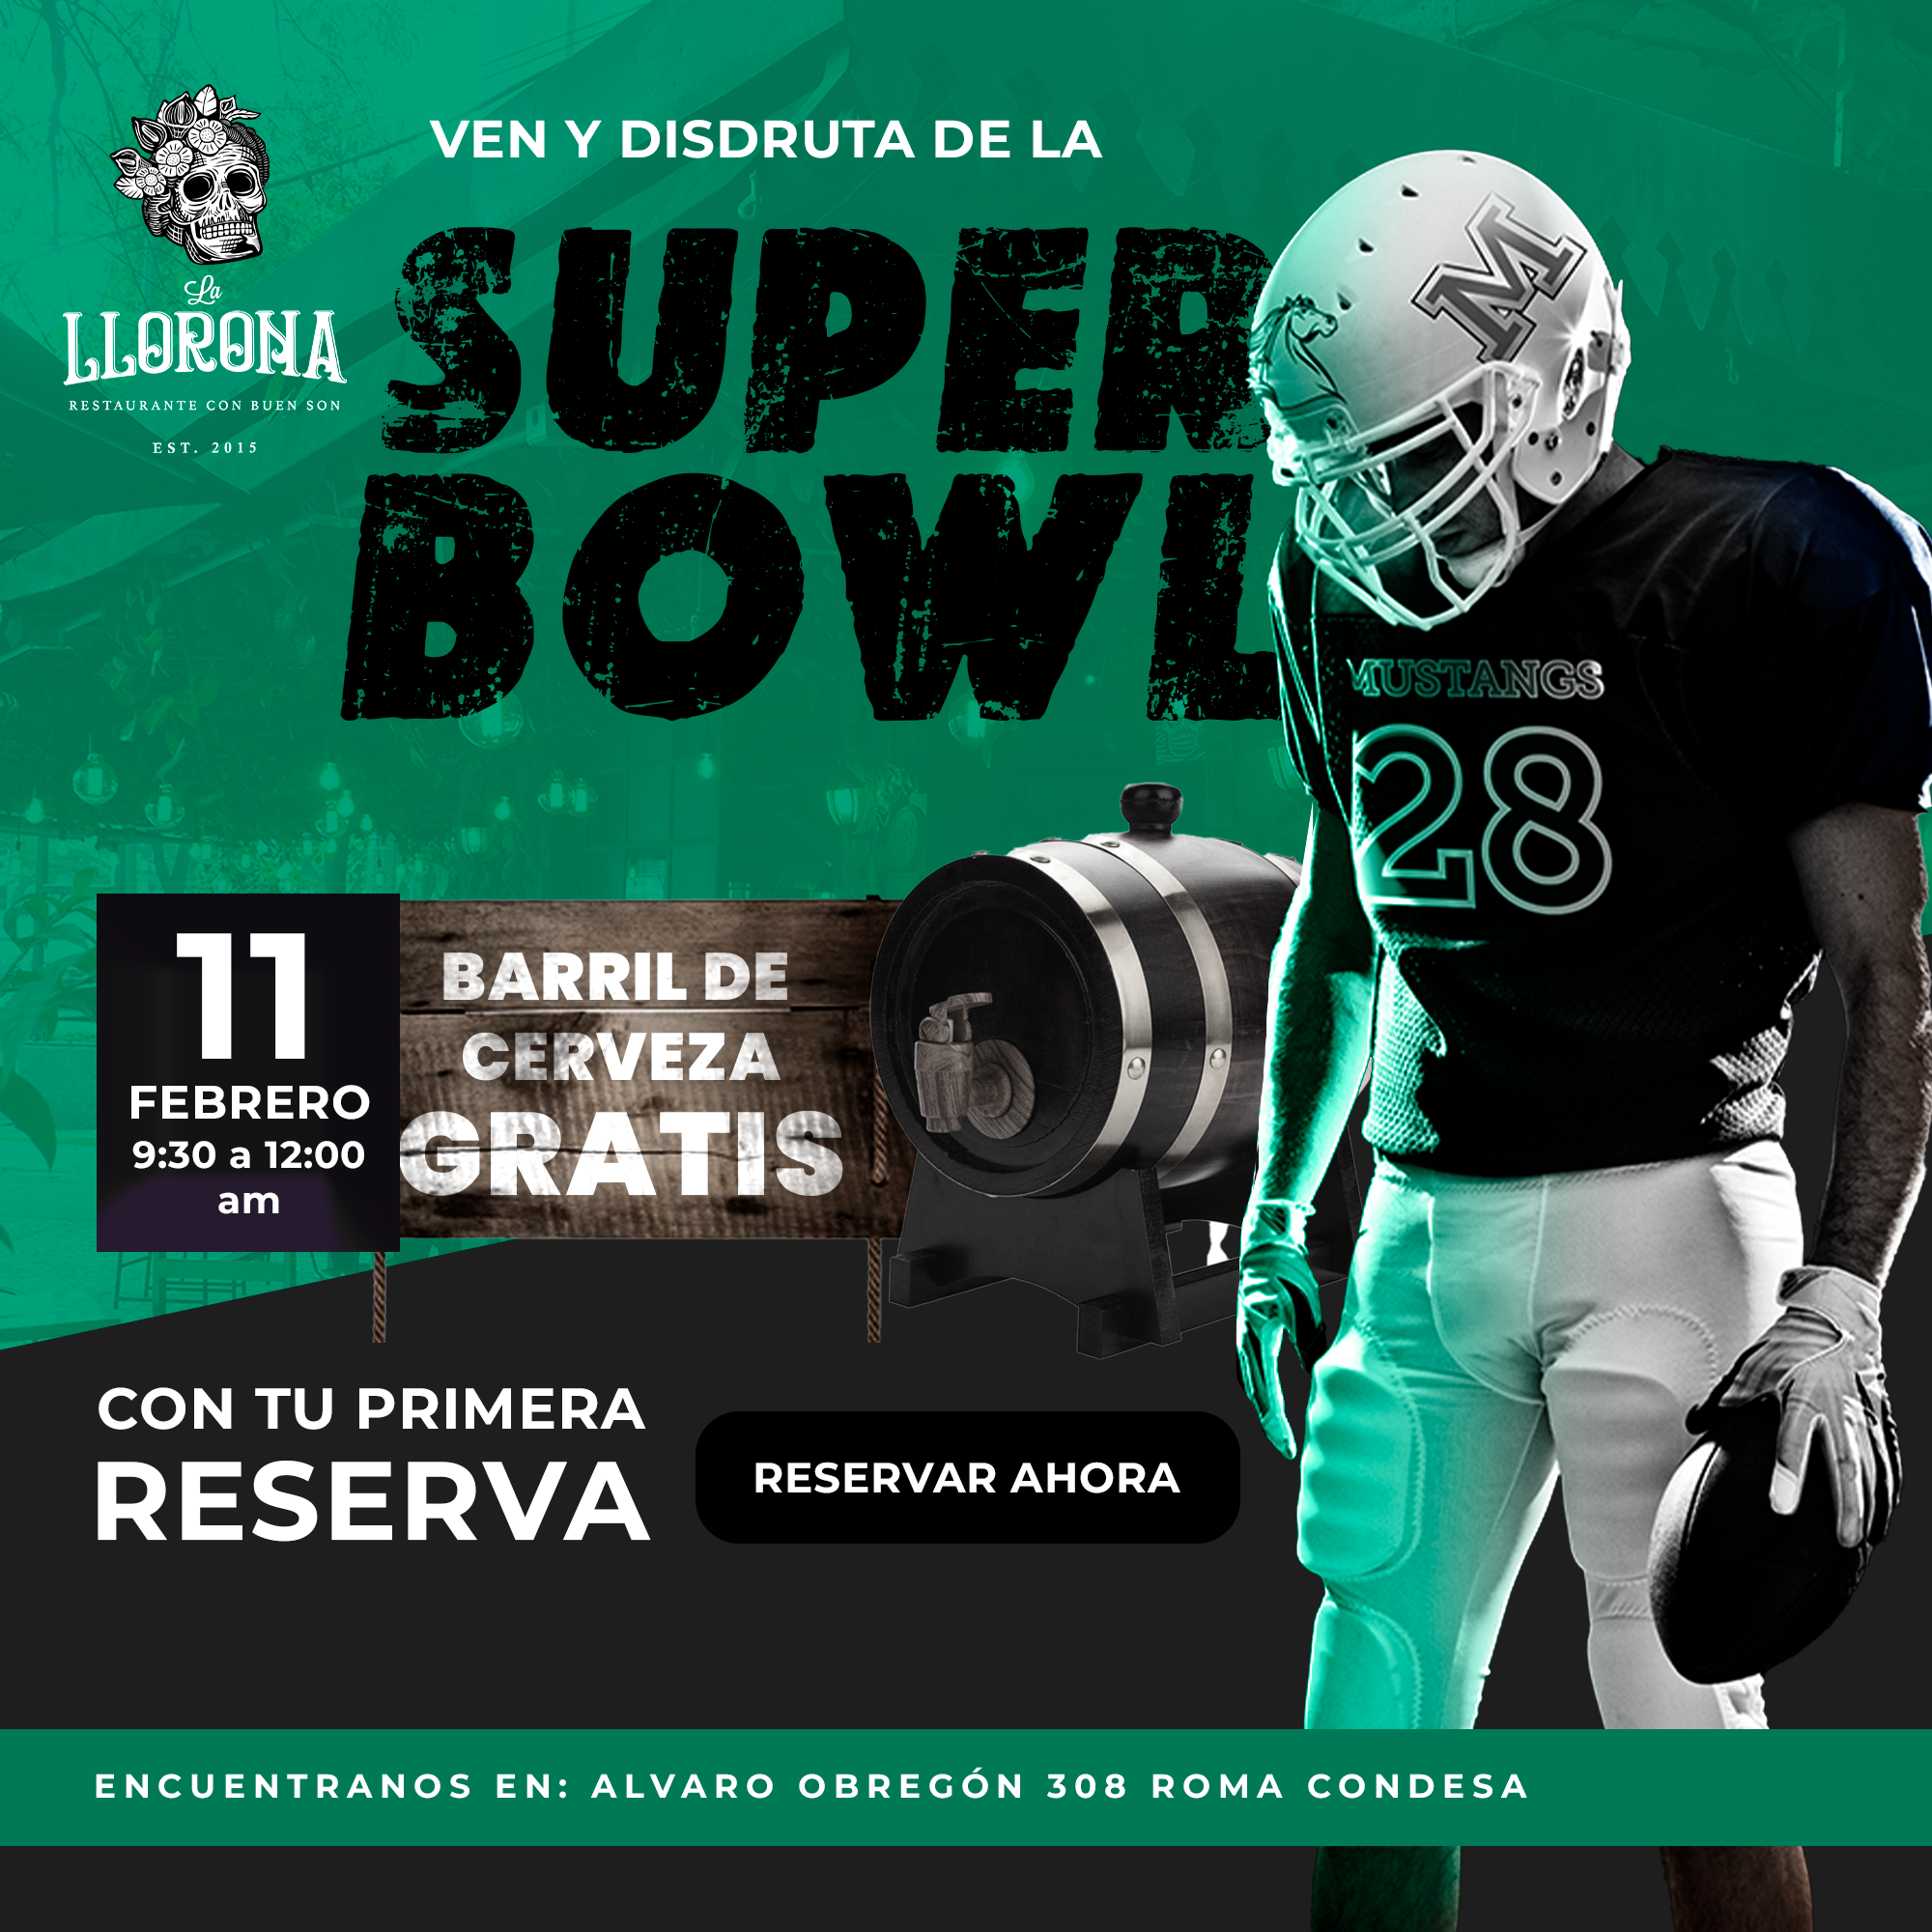 VEN Y DISDRUTA DE LA
La
LLORONA
RESTAURANTE CON BUEN SON
EST. 2015
SUPER
BOWL
M
MUSTANGS
28
11
FEBRERO
9:30 a 12:00
am
BARRIL DE
CERVEZA
GRATIS
CON TU PRIMERA
RESERVA
RESERVAR AHORA
ENCUENTRANOS EN: ALVARO OBREGÓN 308 ROMA CONDESA